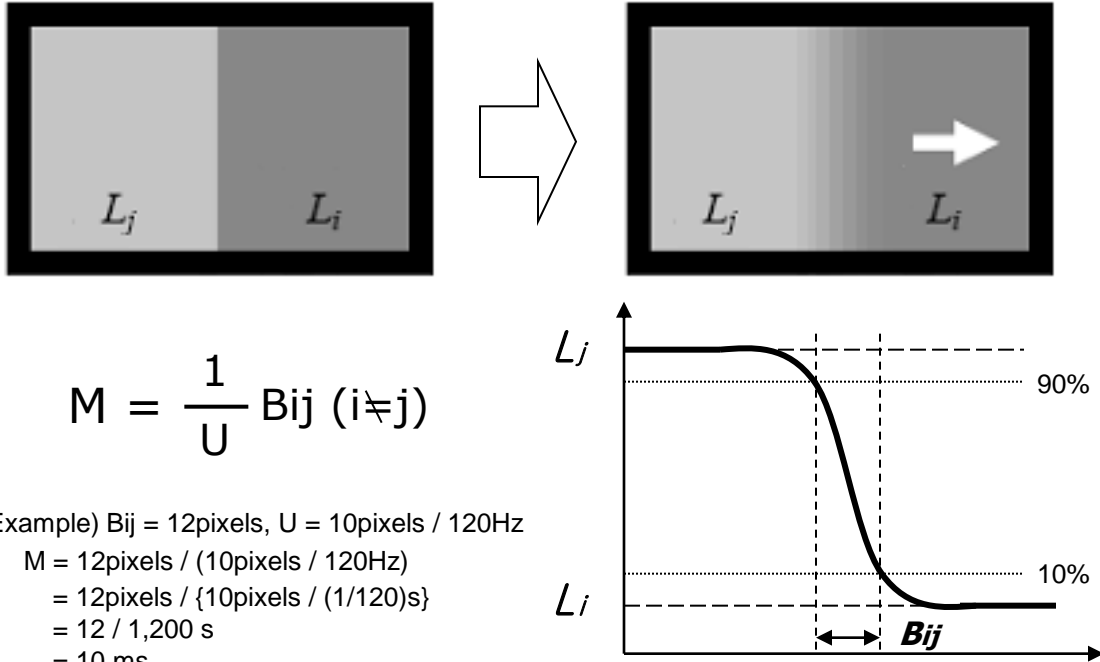 Lj Li
Lj Li
Lj
90%
M = 1/U Bij (i≒j)
Example) Bij = 12pixels, U = 10pixels / 120Hz
M = 12pixels / (10pixels / 120Hz)
= 12pixels / {10pixels / (1/120)s}
= 12 / 1,200 s
= 10 ms
10%
Li
Bij